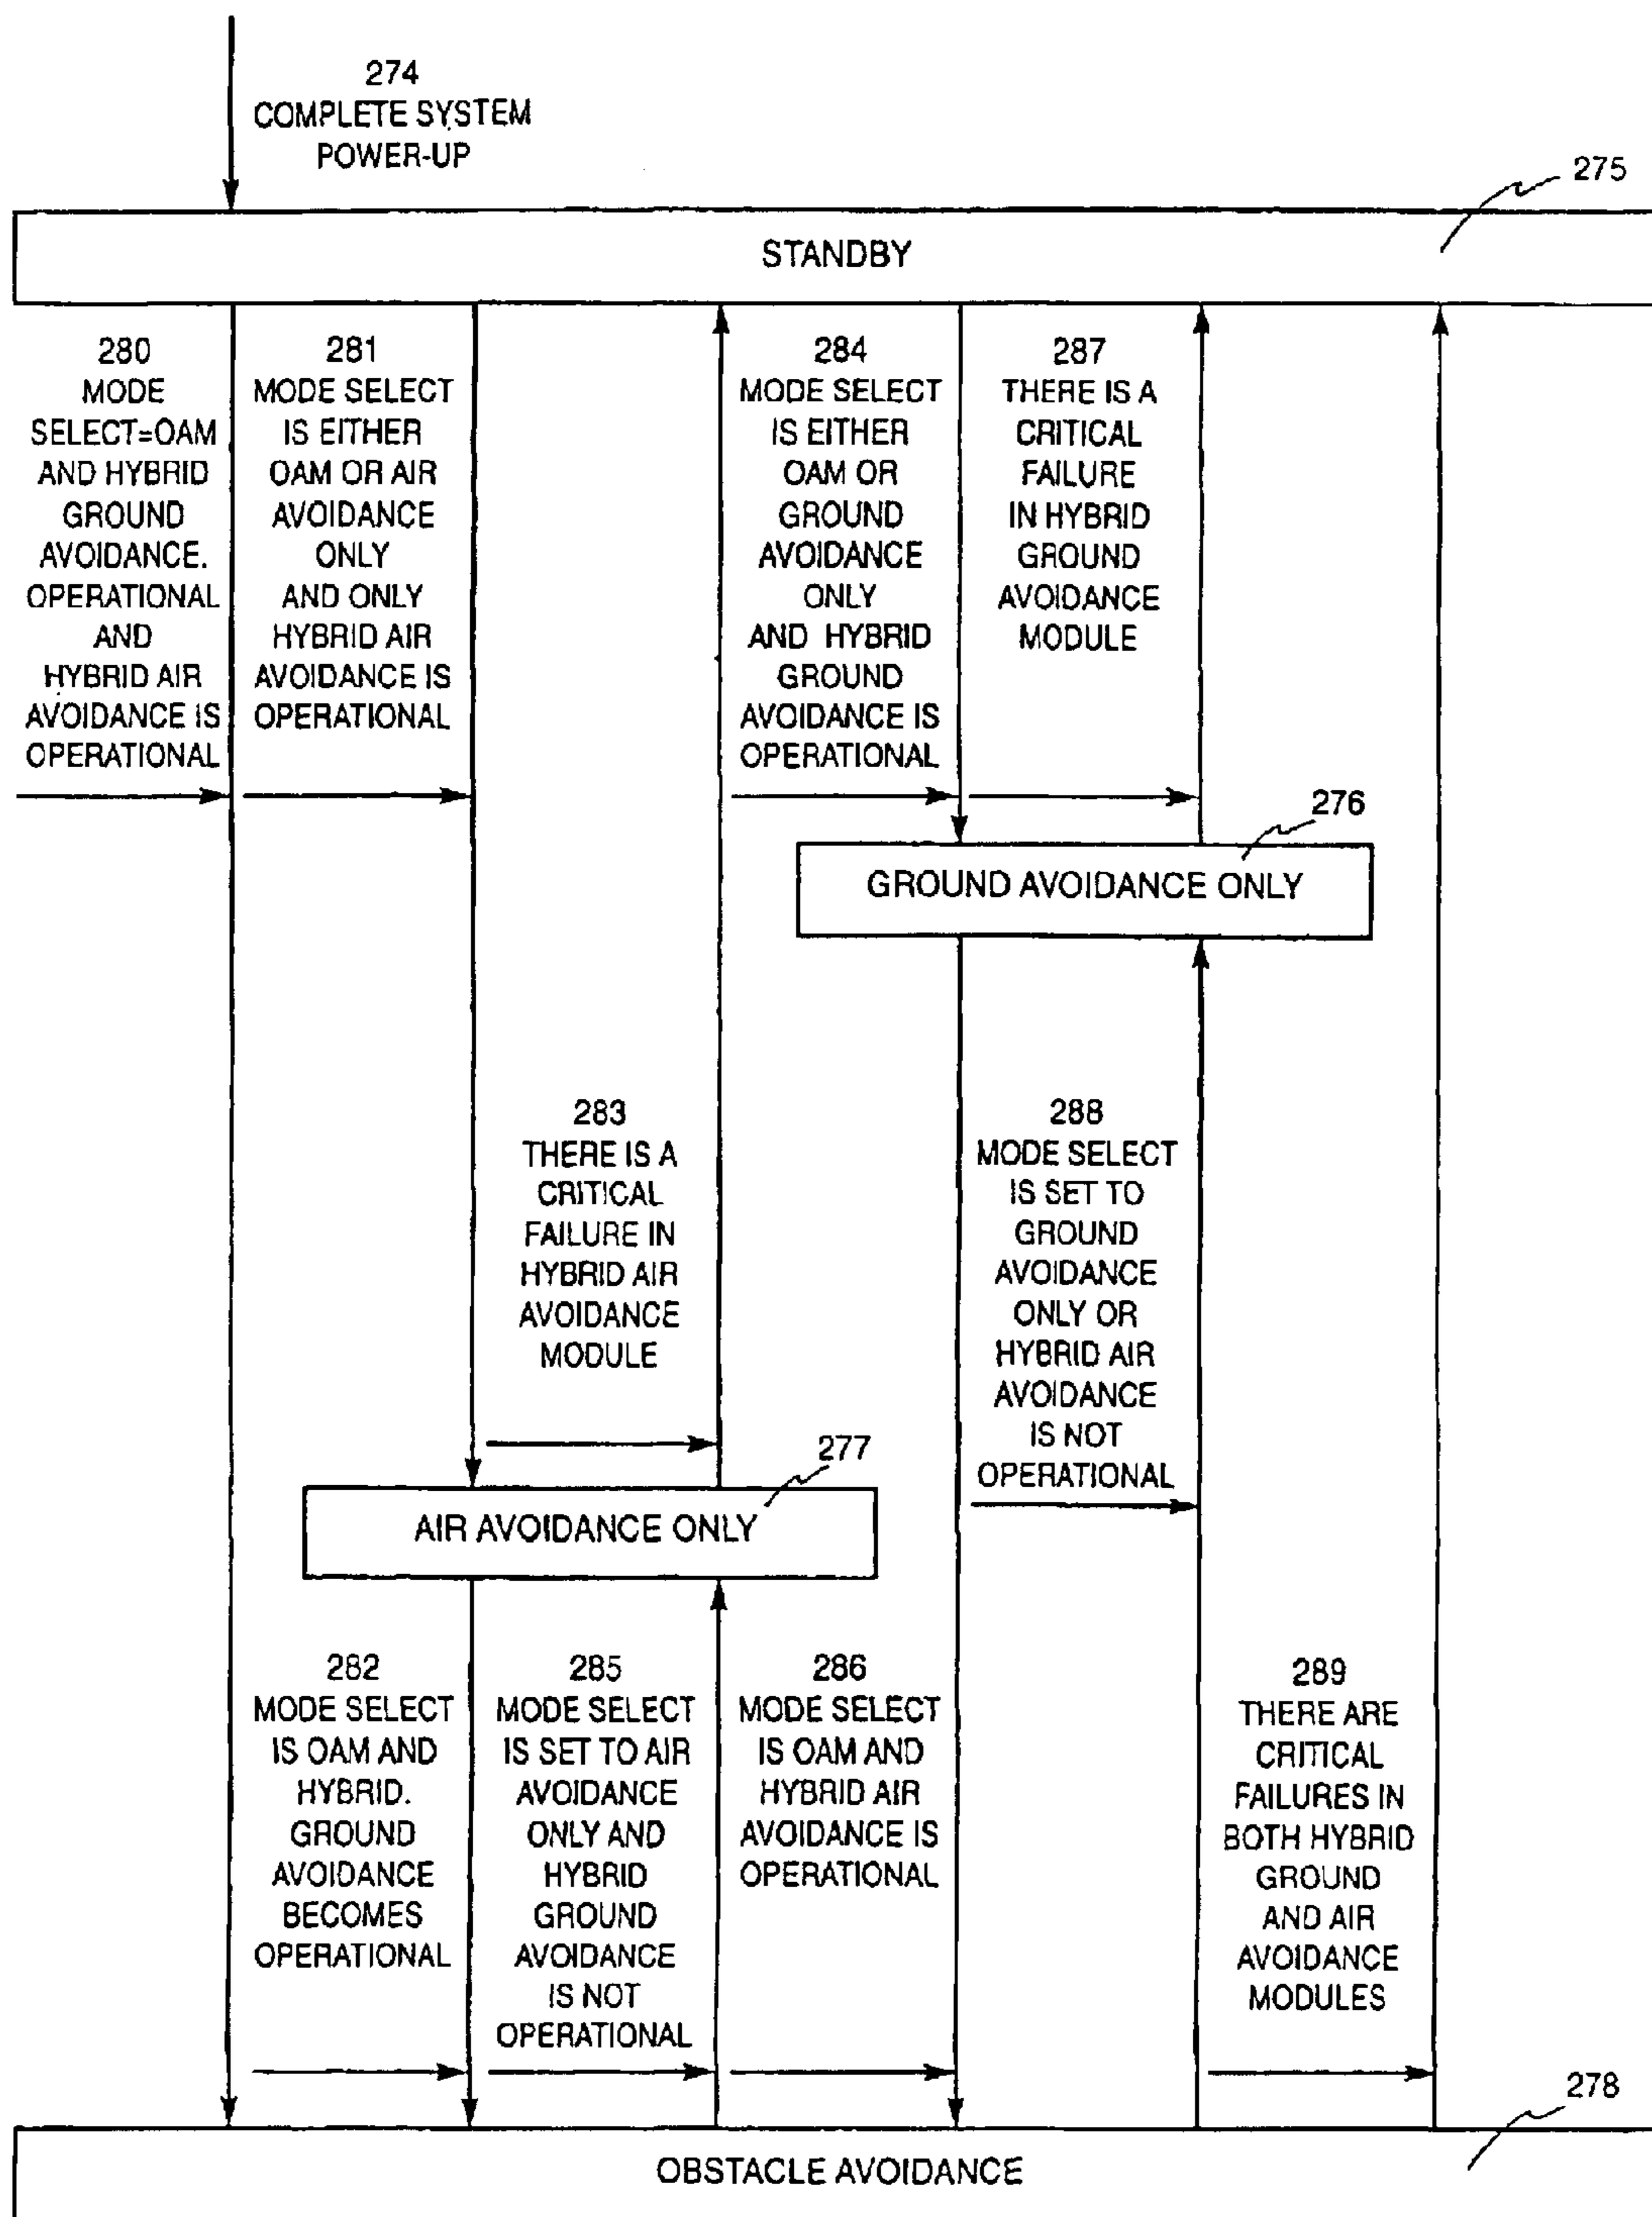 274
COMPLETE SYSTEM
POWER-UP
275
STANDBY
280
MODE
SELECT=OAM
AND HYBRID
GROUND
AVOIDANCE.
OPERATIONAL
AND
HYBRID AIR
AVOIDANCE IS
OPERATIONAL
281
MODE SELECT
IS EITHER
OAM OR AIR
AVOIDANCE
ONLY
AND ONLY
HYBRID AIR
AVOIDANCE IS
OPERATIONAL
284
MODE SELECT
IS EITHER
OAM OR
GROUND
AVOIDANCE
ONLY
AND HYBRID
GROUND
AVOIDANCE IS
OPERATIONAL
287
THERE IS A
CRITICAL
FAILURE
IN HYBRID
GROUND
AVOIDANCE
MODULE
276
GROUND AVOIDANCE ONLY
283
THERE IS A
CRITICAL
FAILURE IN
HYBRID AIR
AVOIDANCE
MODULE
288
MODE SELECT
IS SET TO
GROUND
AVOIDANCE
ONLY OR
HYBRID AIR
AVOIDANCE
IS NOT
OPERATIONAL
277
AIR AVOIDANCE ONLY
282
MODE SELECT
IS OAM AND
HYBRID.
GROUND
AVOIDANCE
BECOMES
OPERATIONAL
285
MODE SELECT
IS SET TO AIR
AVOIDANCE
ONLY AND
HYBRID
GROUND
AVOIDANCE
IS NOT
OPERATIONAL
286
MODE SELECT
IS OAM AND
HYBRID AIR
AVOIDANCE IS
OPERATIONAL
289
THERE ARE
CRITICAL
FAILURES IN
BOTH HYBRID
GROUND
AND AIR
AVOIDANCE
MODULES
278
OBSTACLE AVOIDANCE